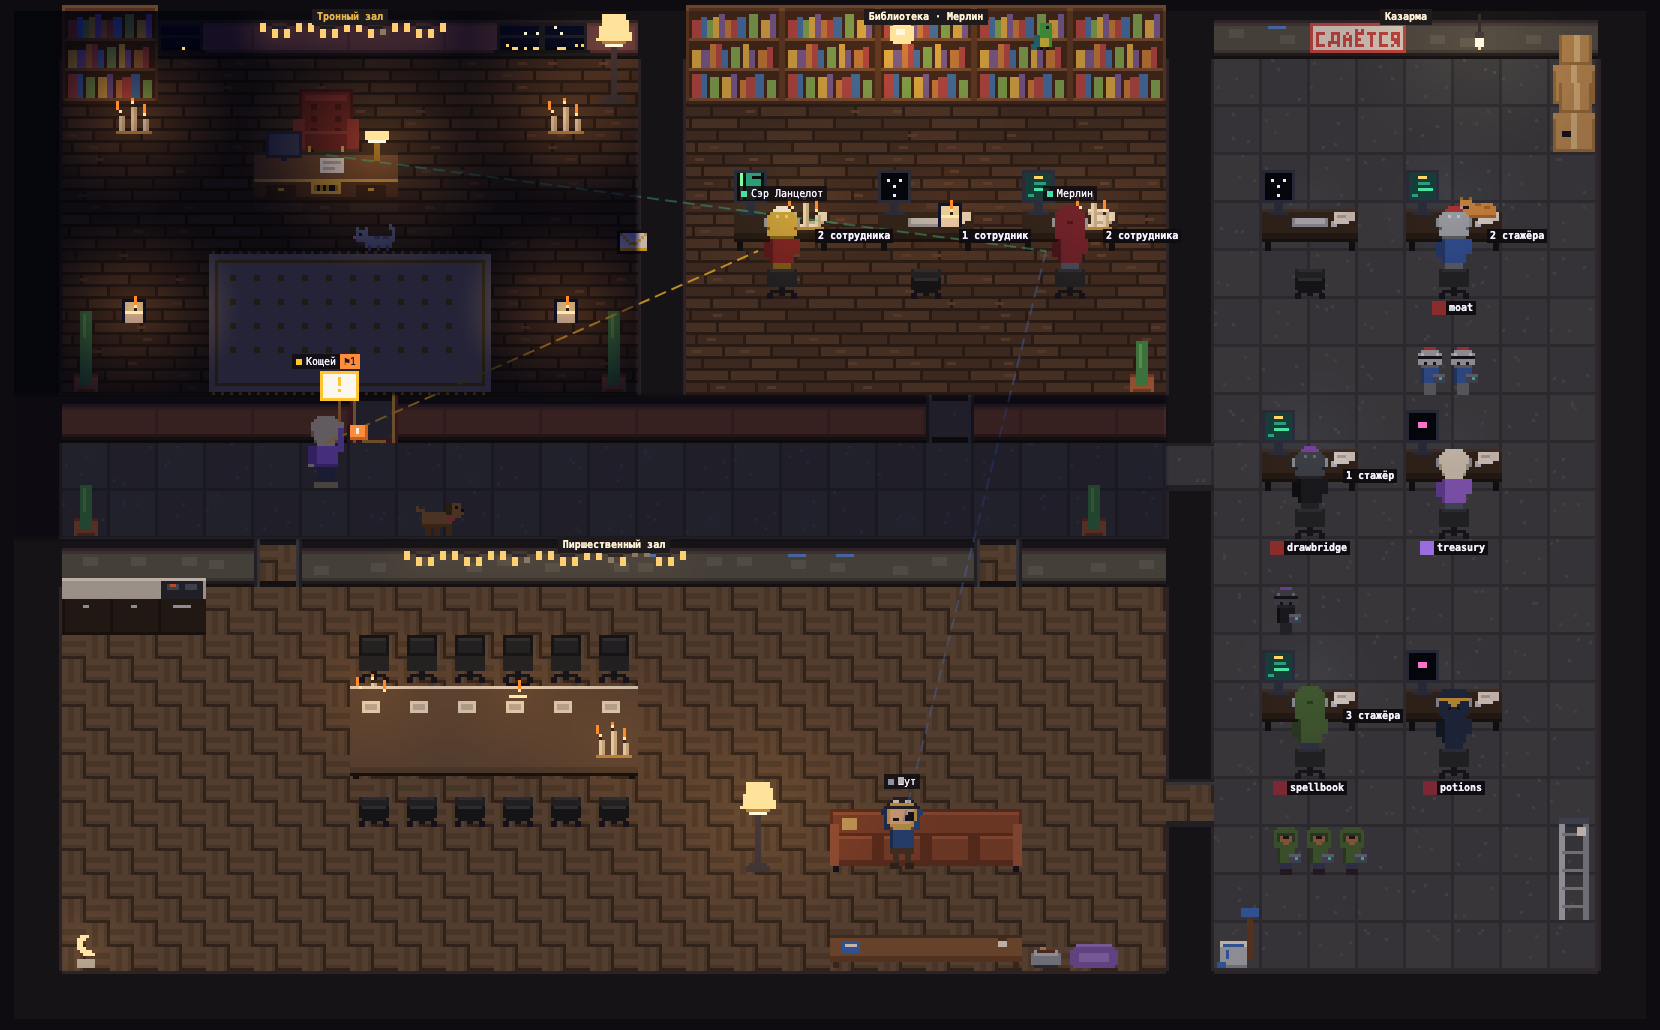 Тронный зал
Библиотека · Мерлин
Казарма
СДАЁТСЯ
Сэр Ланцелот
Мерлин
2 сотрудника
1 сотрудник
2 сотрудника
2 стажёра
moat
Кощей
1
!
1 стажёр
drawbridge
treasury
Пиршественный зал
3 стажёра
Шут
spellbook
potions